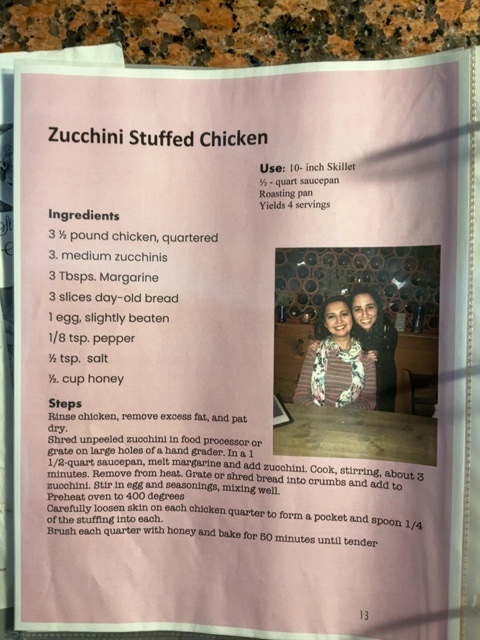 Zucchini Stuffed Chicken
Use: 10- inch Skillet
½ - quart saucepan
Roasting pan
Yields 4 servings
Ingredients
3 ½ pound chicken, quartered
3. medium zucchinis
3 Tbsps. Margarine
3 slices day-old bread
1 egg, slightly beaten
1/8 tsp. pepper
½ tsp. salt
½. cup honey
Steps
Rinse chicken, remove excess fat, and pat
dry.
Shred unpeeled zucchini in food processor or
grate on large holes of a hand grader. In a 1
1/2-quart saucepan, melt margarine and add zucchini. Cook, stirring, about 3
minutes. Remove from heat. Grate or shred bread into crumbs and add to
zucchini. Stir in egg and seasonings, mixing well.
Preheat oven to 400 degrees
Carefully loosen skin on each chicken quarter to form a pocket and spoon 1/4
of the stuffing into each.
Brush each quarter with honey and bake for 50 minutes until tender
13